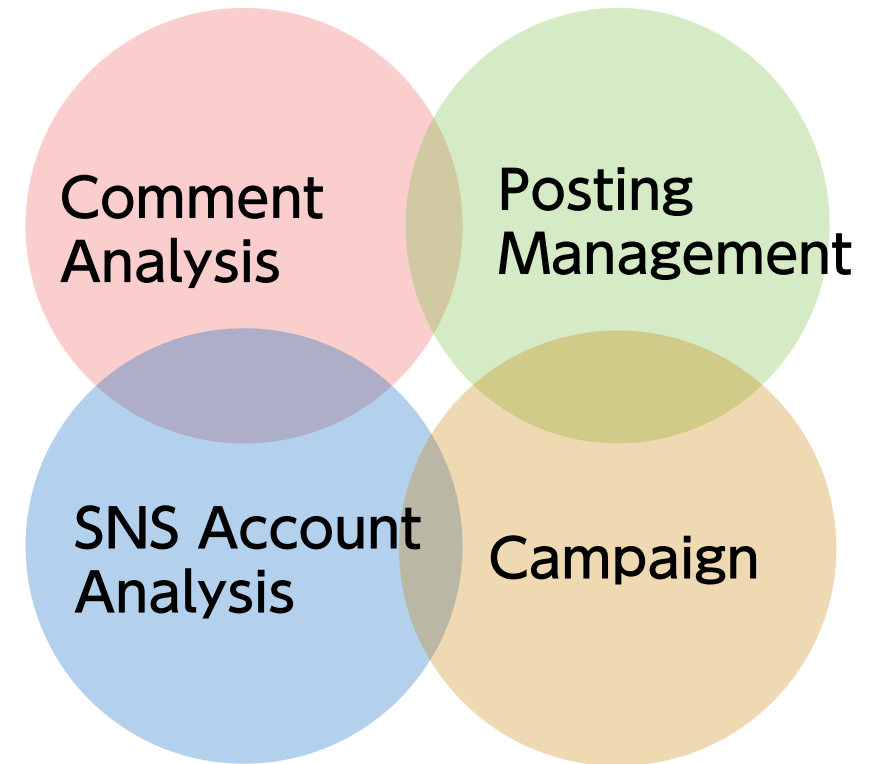 Comment
Analysis
Posting
Management
SNS Account
Analysis
Campaign